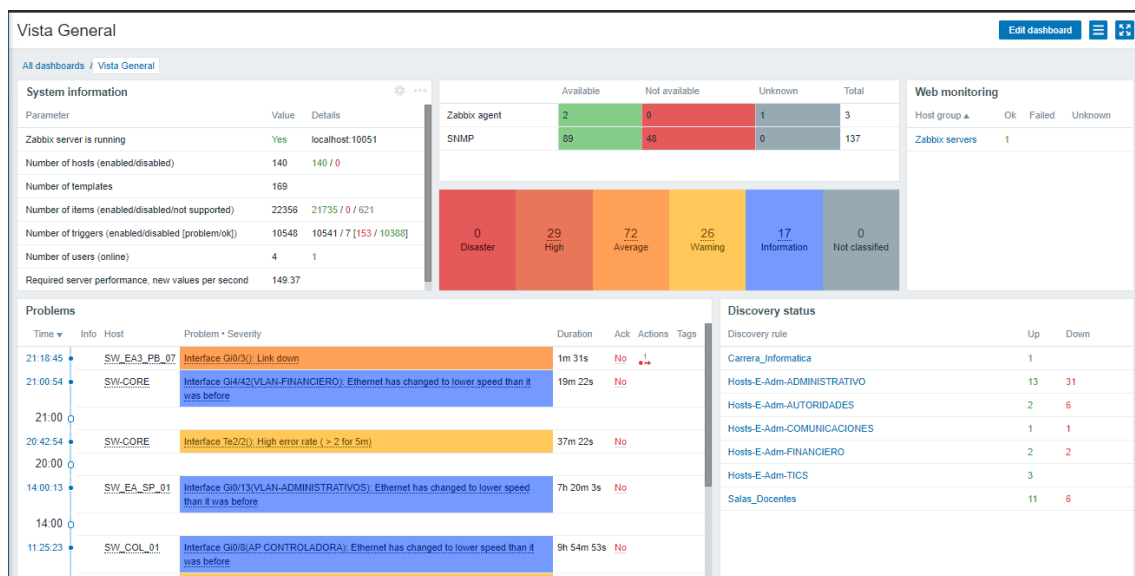 Vista General
Edit dashboard
All dashboards / Vista General
System information
Parameter Value Details
Zabbix server is running Yes localhost:10051
Number of hosts (enabled/disabled) 140 140 / 0
Number of templates 169
Number of items (enabled/disabled/not supported) 22356 21735 / 0 / 621
Number of triggers (enabled/disabled [problem/ok]) 10548 10541 / 7 [153 / 10388]
Number of users (online) 4 1
Required server performance, new values per second 149.37
Available Not available Unknown Total
Zabbix agent 2 0 1 3
SNMP 89 48 0 137
0 29 72 26 17 0
Disaster High Average Warning Information Not classified
Web monitoring
Host group Ok Failed Unknown
Zabbix servers 1
Problems
Time Info Host Problem • Severity Duration Ack Actions Tags
21:18:45 SW_EA3_PB_07 Interface Gi0/3(): Link down 1m 31s No 1
21:00:54 SW-CORE Interface Gi4/42(VLAN-FINANCIERO): Ethernet has changed to lower speed than it 19m 22s No
was before
21:00
20:42:54 SW-CORE Interface Te2/2(): High error rate ( > 2 for 5m) 37m 22s No
20:00
14:00:13 SW_EA_SP_01 Interface Gi0/13(VLAN-ADMINISTRATIVOS): Ethernet has changed to lower speed 7h 20m 3s No
than it was before
14:00
11:25:23 SW_COL_01 Interface Gi0/8(AP CONTROLADORA): Ethernet has changed to lower speed than it 9h 54m 53s No
was before
Discovery status
Discovery rule Up Down
Carrera_Informatica 1
Hosts-E-Adm-ADMINISTRATIVO 13 31
Hosts-E-Adm-AUTORIDADES 2 6
Hosts-E-Adm-COMUNICACIONES 1 1
Hosts-E-Adm-FINANCIERO 2 2
Hosts-E-Adm-TICS 3
Salas_Docentes 11 6